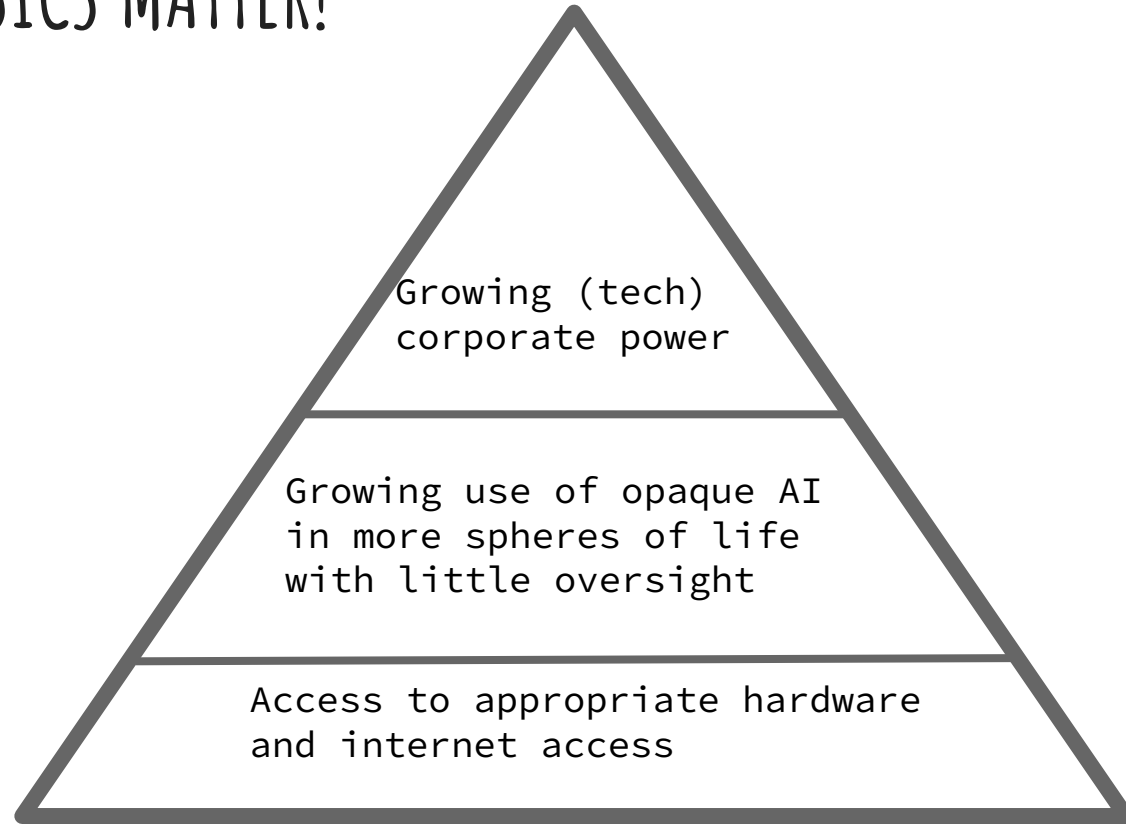 MATTER!
Growing (tech)
corporate power
Growing use of opaque AI
in more spheres of life
with little oversight
Access to appropriate hardware
and internet access